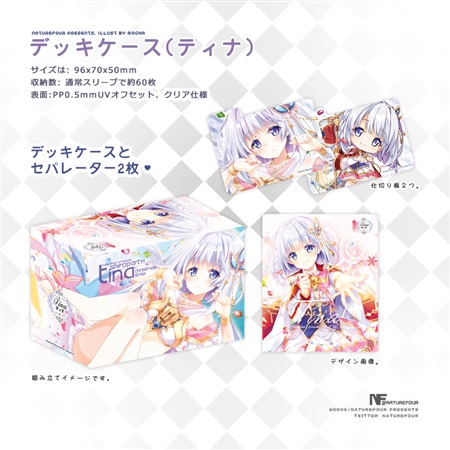 NATUREFOUR PRESENTS. ILLUST BY MOCHA
デッキケース(ティナ)
サイズは: 96x70x50mm
収納数: 通常スリーブで約60枚
表面:PP0.5mmUVオフセット、クリア仕様
デッキケースと
セパレーター2枚 ♥
仕切り板2つ。
tina
組み立てイメージです。
デザイン画像。
NF NATUREFOUR
MOCHA/NATUREFOUR PRESENTS
TWITTER NATUREFOUR